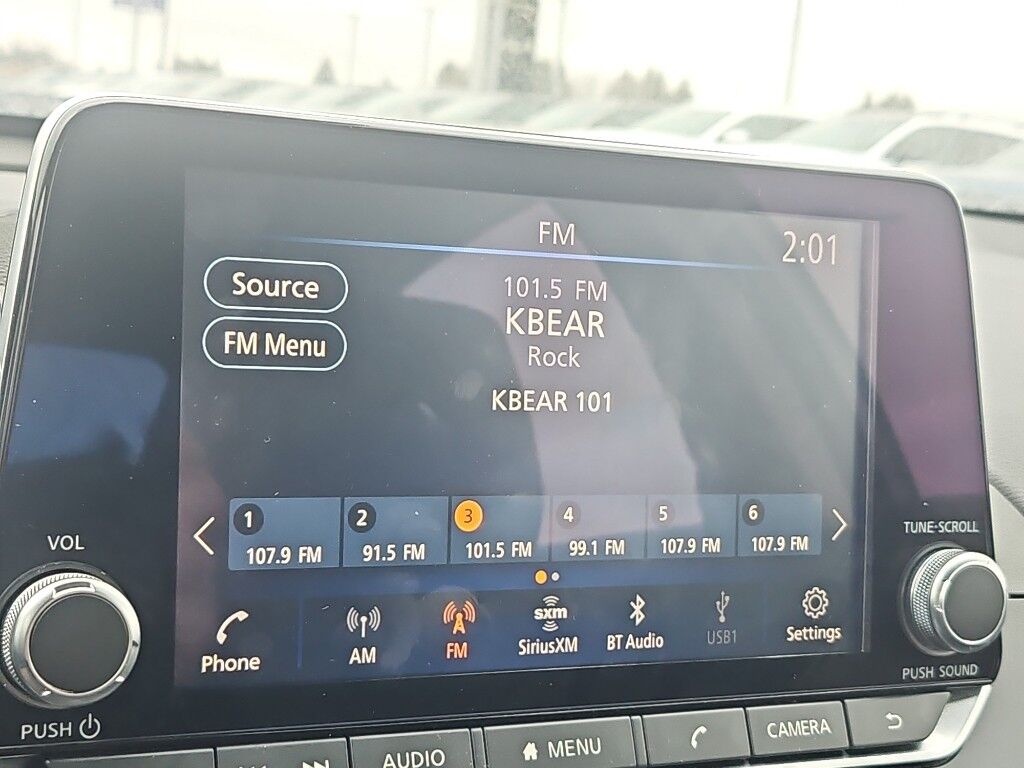 FM
2:01
Source
101.5 FM
FM Menu
KBEAR
Rock
KBEAR 101
1 2 3 4 5 6
107.9 FM 91.5 FM 101.5 FM 99.1 FM 107.9 FM 107.9 FM
VOL
TUNE·SCROLL
Phone AM FM SiriusXM BT Audio USB1 Settings
sxm
PUSH
PUSH SOUND
AUDIO MENU CAMERA